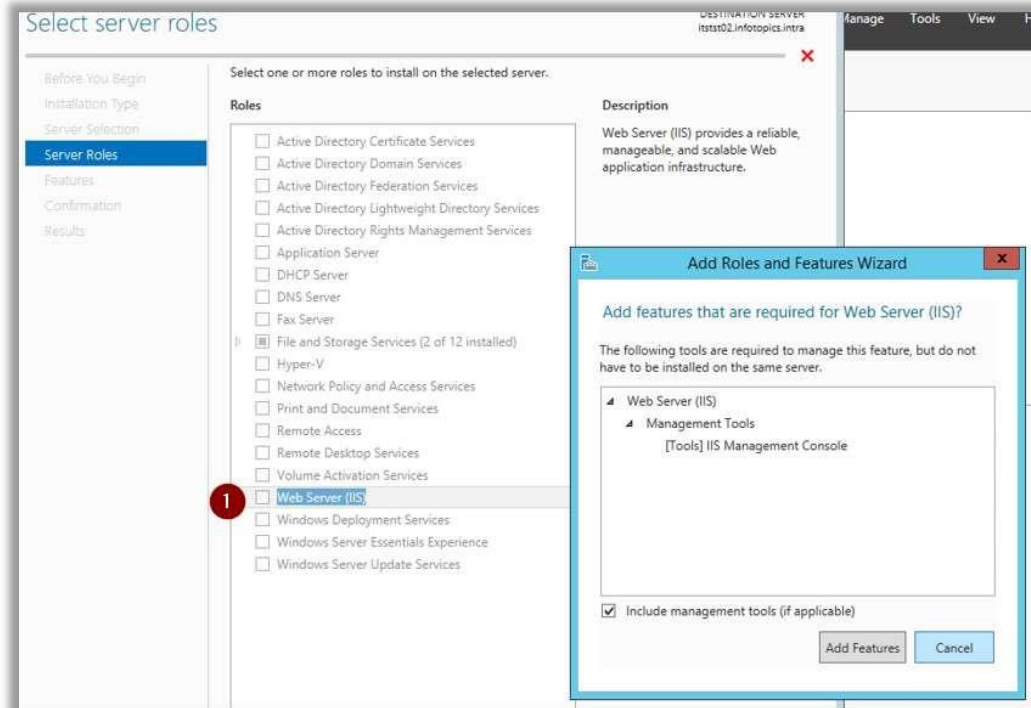 Select server roles
DESTINATION SERVER
itstst02.infotopics.intra
Manage Tools View
Before You Begin
Installation Type
Server Selection
Server Roles
Features
Confirmation
Results
Select one or more roles to install on the selected server.
Roles
Active Directory Certificate Services
Active Directory Domain Services
Active Directory Federation Services
Active Directory Lightweight Directory Services
Active Directory Rights Management Services
Application Server
DHCP Server
DNS Server
Fax Server
File and Storage Services (2 of 12 installed)
Hyper-V
Network Policy and Access Services
Print and Document Services
Remote Access
Remote Desktop Services
Volume Activation Services
1
Web Server (IIS)
Windows Deployment Services
Windows Server Essentials Experience
Windows Server Update Services
Description
Web Server (IIS) provides a reliable,
manageable, and scalable Web
application infrastructure.
Add Roles and Features Wizard
x
Add features that are required for Web Server (IIS)?
The following tools are required to manage this feature, but do not
have to be installed on the same server.
Web Server (IIS)
Management Tools
[Tools] IIS Management Console
Include management tools (if applicable)
Add Features
Cancel